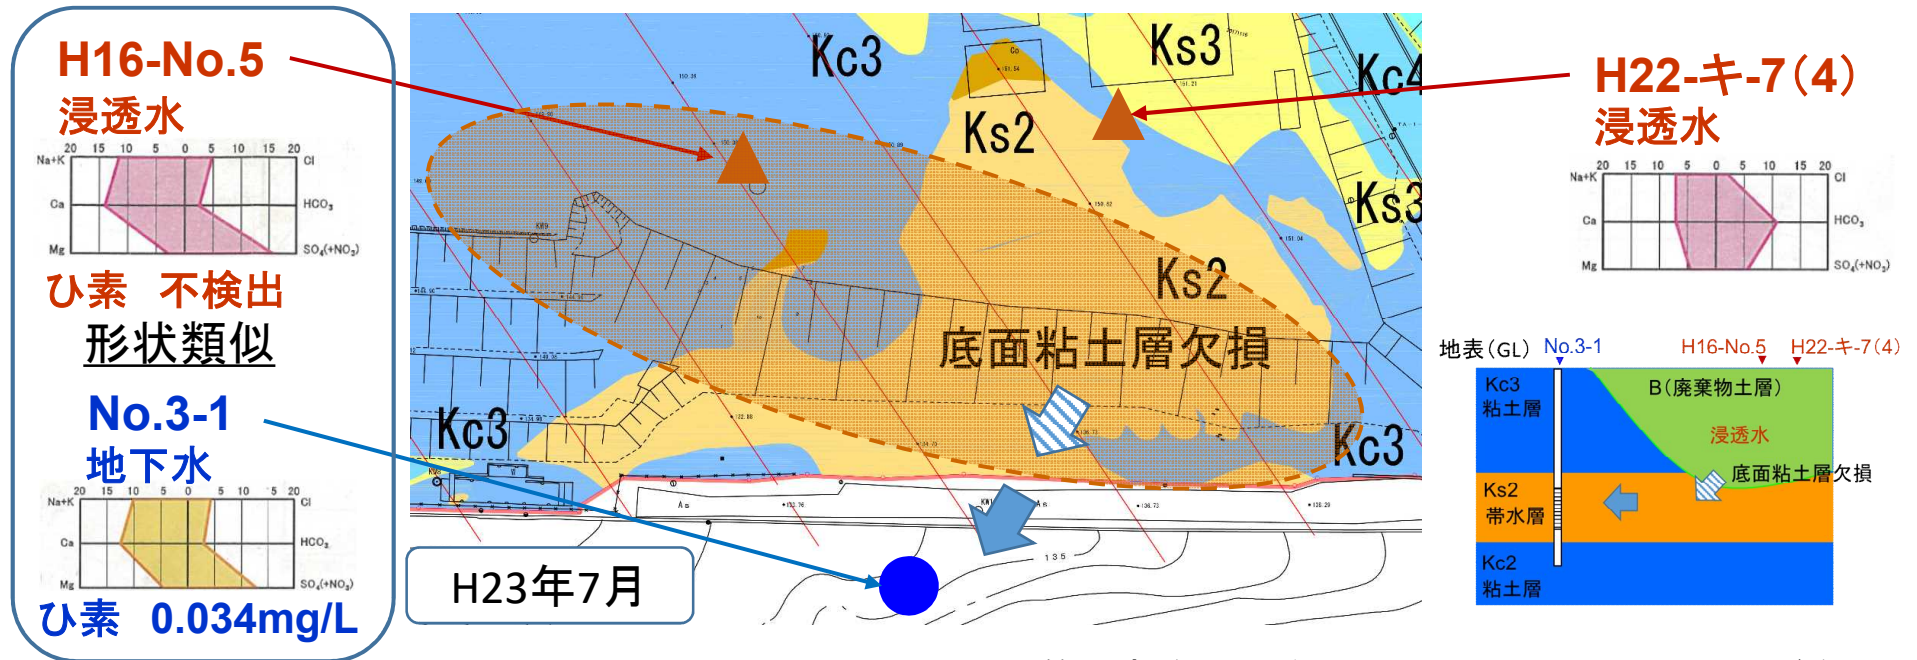 H16-No.5
浸透水
20 15 10 5 0 5 10 15 20
Na+K Cl
Ca HCO3
Mg SO4(+NO3)
ひ素 不検出
形状類似
No.3-1
地下水
20 15 10 5 0 5 10 15 20
Na+K Cl
Ca HCO3
Mg SO4(+NO3)
ひ素 0.034mg/L
Kc3
Ks3
Kc4
Co
Ks2
Ks3
Ks2
底面粘土層欠損
Kc3
Kc3
As
As
135
H23年7月
H22-キ-7(4)
浸透水
20 15 10 5 0 5 10 15 20
Na+K Cl
Ca HCO3
Mg SO4(+NO3)
地表(GL) No.3-1 H16-No.5 H22-キ-7(4)
Kc3
粘土層
B(廃棄物土層)
浸透水
底面粘土層欠損
Ks2
帯水層
Kc2
粘土層